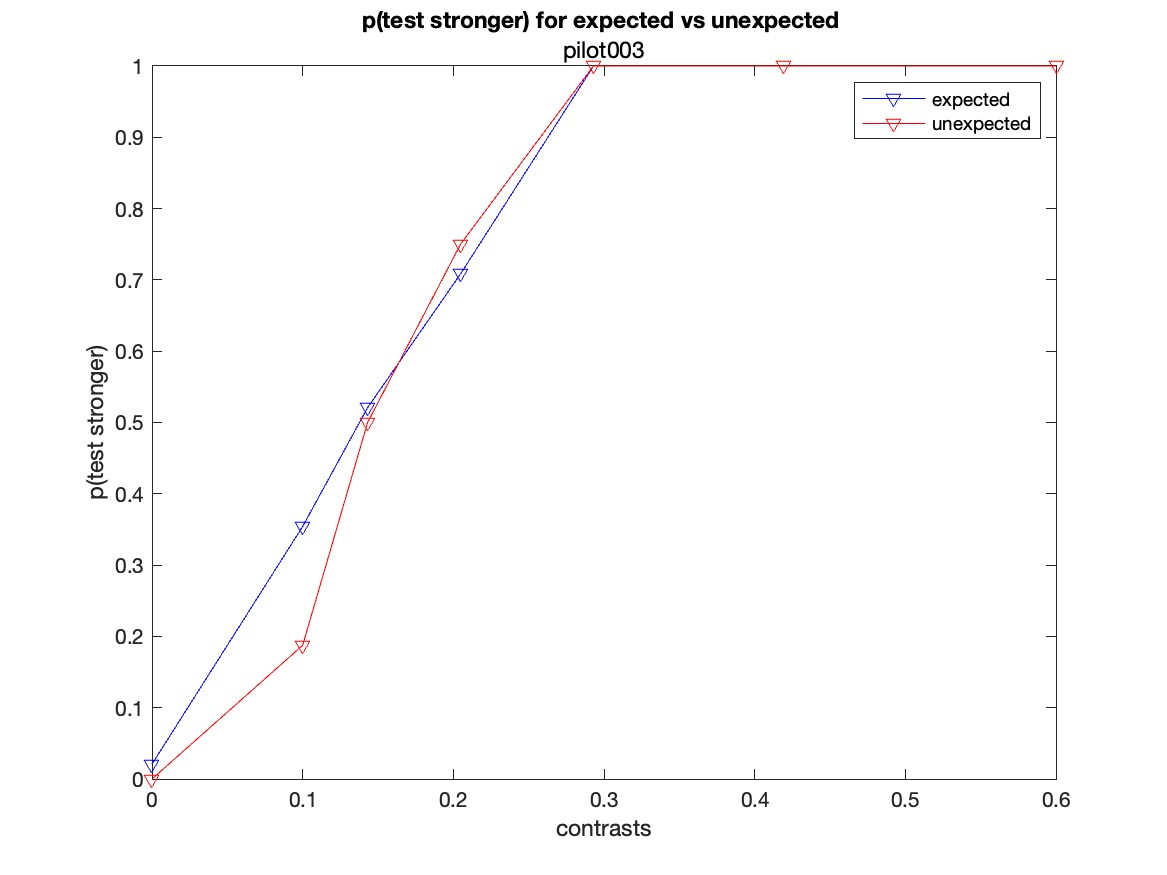 p(test stronger) for expected vs unexpected
pilot003
1
0.9
0.8
0.7
0.6
0.5
0.4
0.3
0.2
0.1
0
p(test stronger)
expected
unexpected
0 0.1 0.2 0.3 0.4 0.5 0.6
contrasts